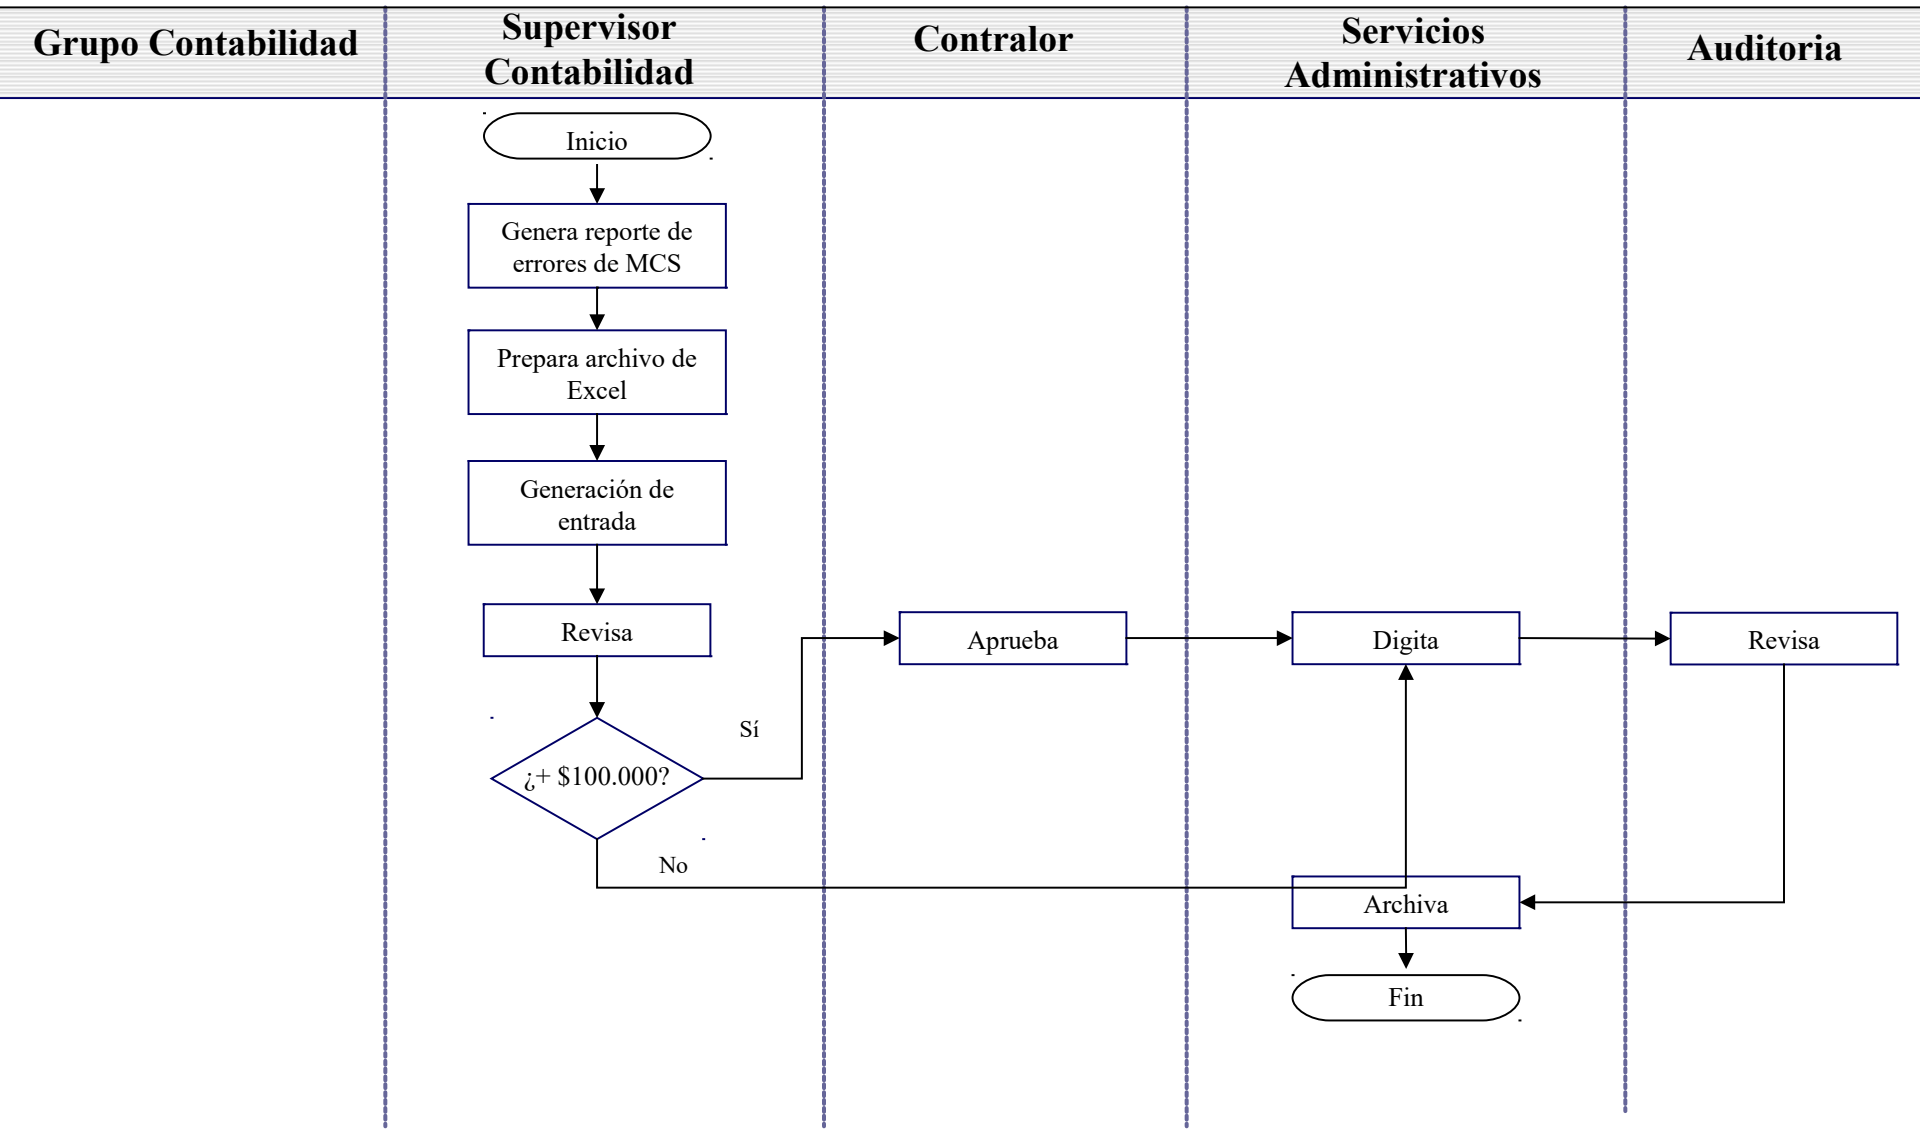 Grupo Contabilidad
Supervisor
Contabilidad
Contralor
Servicios
Administrativos
Auditoria
Inicio
Genera reporte de
errores de MCS
Prepara archivo de
Excel
Generación de
entrada
Revisa
Aprueba
Digita
Revisa
Sí
¿+ $100.000?
No
Archiva
Fin